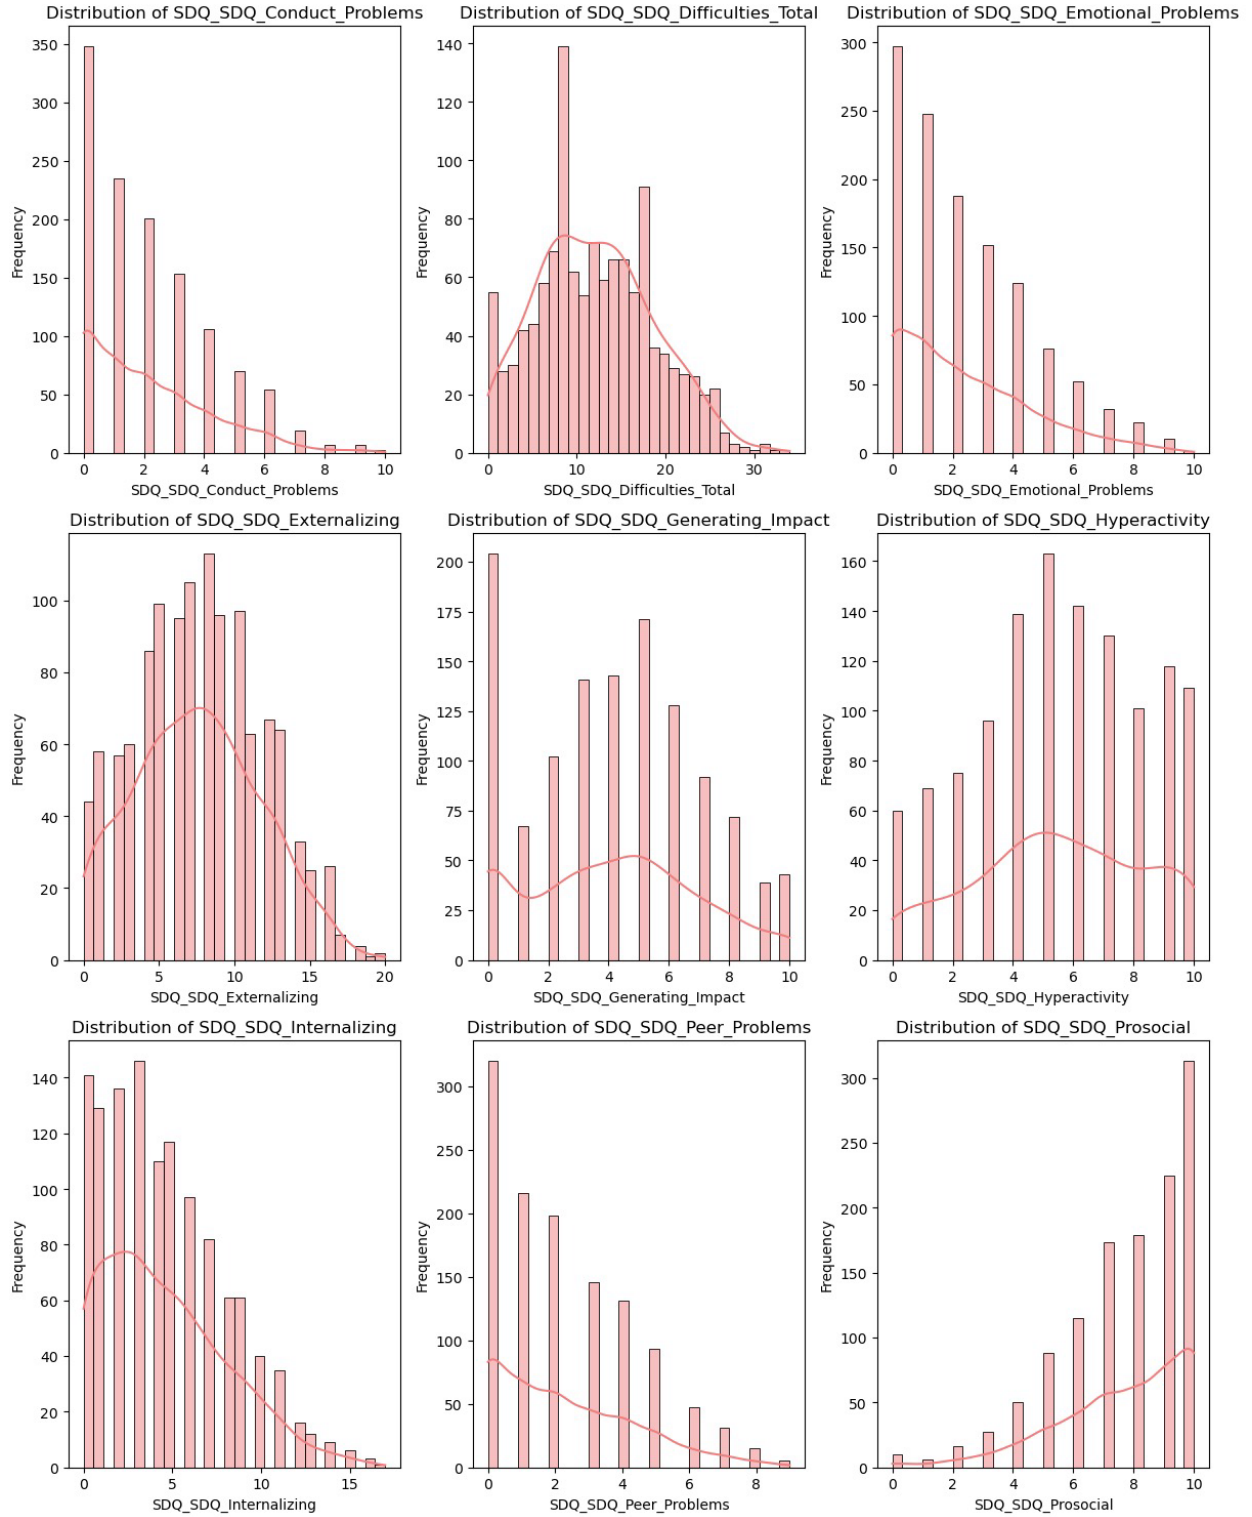 Distribution of SDQ_SDQ_Conduct_Problems
350
300
250
200
150
100
50
0
Frequency
0 2 4 6 8 10
SDQ_SDQ_Conduct_Problems
Distribution of SDQ_SDQ_Difficulties_Total
140
120
100
80
60
40
20
0
Frequency
0 10 20 30
SDQ_SDQ_Difficulties_Total
Distribution of SDQ_SDQ_Emotional_Problems
300
250
200
150
100
50
0
Frequency
0 2 4 6 8 10
SDQ_SDQ_Emotional_Problems
Distribution of SDQ_SDQ_Externalizing
100
80
60
40
20
0
Frequency
0 5 10 15 20
SDQ_SDQ_Externalizing
Distribution of SDQ_SDQ_Generating_Impact
200
175
150
125
100
75
50
25
0
Frequency
0 2 4 6 8 10
SDQ_SDQ_Generating_Impact
Distribution of SDQ_SDQ_Hyperactivity
160
140
120
100
80
60
40
20
0
Frequency
0 2 4 6 8 10
SDQ_SDQ_Hyperactivity
Distribution of SDQ_SDQ_Internalizing
140
120
100
80
60
40
20
0
Frequency
0 5 10 15
SDQ_SDQ_Internalizing
Distribution of SDQ_SDQ_Peer_Problems
300
250
200
150
100
50
0
Frequency
0 2 4 6 8
SDQ_SDQ_Peer_Problems
Distribution of SDQ_SDQ_Prosocial
300
250
200
150
100
50
0
Frequency
0 2 4 6 8 10
SDQ_SDQ_Prosocial